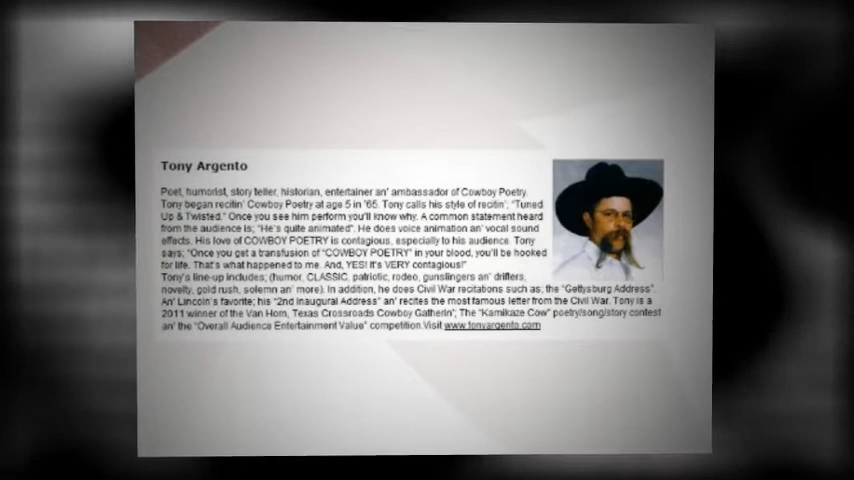 Tony Argento
Poet, humorist, story teller, historian, entertainer an' ambassador of Cowboy Poetry.
Tony began recitin' Cowboy Poetry at age 5 in '65. Tony calls his style of recitin', "Tuned
Up & Twisted." Once you see him perform you'll know why. A common statement heard
from the audience is; "He's quite animated". He does voice animation an' vocal sound
effects. His love of COWBOY POETRY is contagious, especially to his audience. Tony
says; "Once you get a transfusion of "COWBOY POETRY" in your blood, you'll be hooked
for life. That's what happened to me. And, YES! It's VERY contagious!"
Tony's line-up includes; (humor, CLASSIC, patriotic, rodeo, gunslingers an' drifters,
novelty, gold rush, solemn an' more). In addition, he does Civil War recitations such as; the "Gettysburg Address".
An' Lincoln's favorite; his "2nd Inaugural Address" an' recites the most famous letter from the Civil War. Tony is a
2011 winner of the Van Horn, Texas Crossroads Cowboy Gatherin'; The "Kamikaze Cow" poetry/song/story contest
an' the "Overall Audience Entertainment Value" competition.Visit www.tonyargento.com